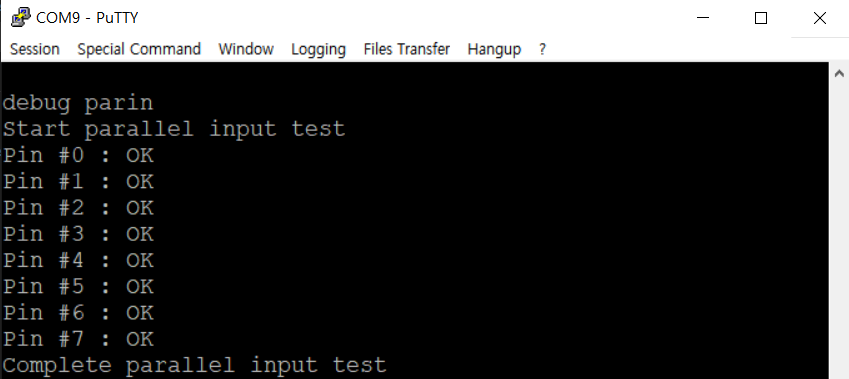 COM9 - PuTTY
Session Special Command Window Logging Files Transfer Hangup ?
debug parin
Start parallel input test
Pin #0 : OK
Pin #1 : OK
Pin #2 : OK
Pin #3 : OK
Pin #4 : OK
Pin #5 : OK
Pin #6 : OK
Pin #7 : OK
Complete parallel input test